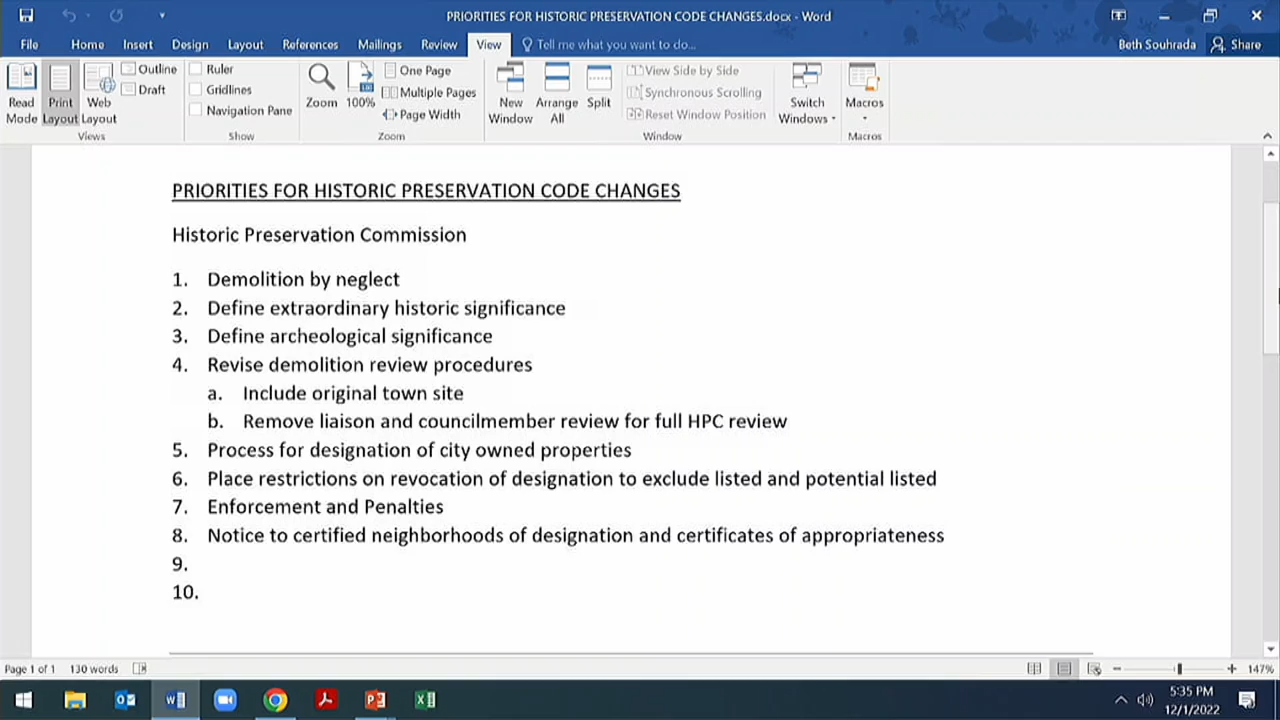 PRIORITIES FOR HISTORIC PRESERVATION CODE CHANGES.docx - Word
File Home Insert Design Layout References Mailings Review View Tell me what you want to do... Beth Souhrada Share
Read Mode
Print Layout
Web Layout
Outline
Draft
Views
Ruler
Gridlines
Navigation Pane
Show
Zoom
100%
One Page
Multiple Pages
Page Width
Zoom
New Window
Arrange All
Split
View Side by Side
Synchronous Scrolling
Reset Window Position
Window
Switch Windows
Macros
Macros
PRIORITIES FOR HISTORIC PRESERVATION CODE CHANGES
Historic Preservation Commission
1. Demolition by neglect
2. Define extraordinary historic significance
3. Define archeological significance
4. Revise demolition review procedures
a. Include original town site
b. Remove liaison and councilmember review for full HPC review
5. Process for designation of city owned properties
6. Place restrictions on revocation of designation to exclude listed and potential listed
7. Enforcement and Penalties
8. Notice to certified neighborhoods of designation and certificates of appropriateness
9.
10.
Page 1 of 1 130 words 147%
5:35 PM
12/1/2022